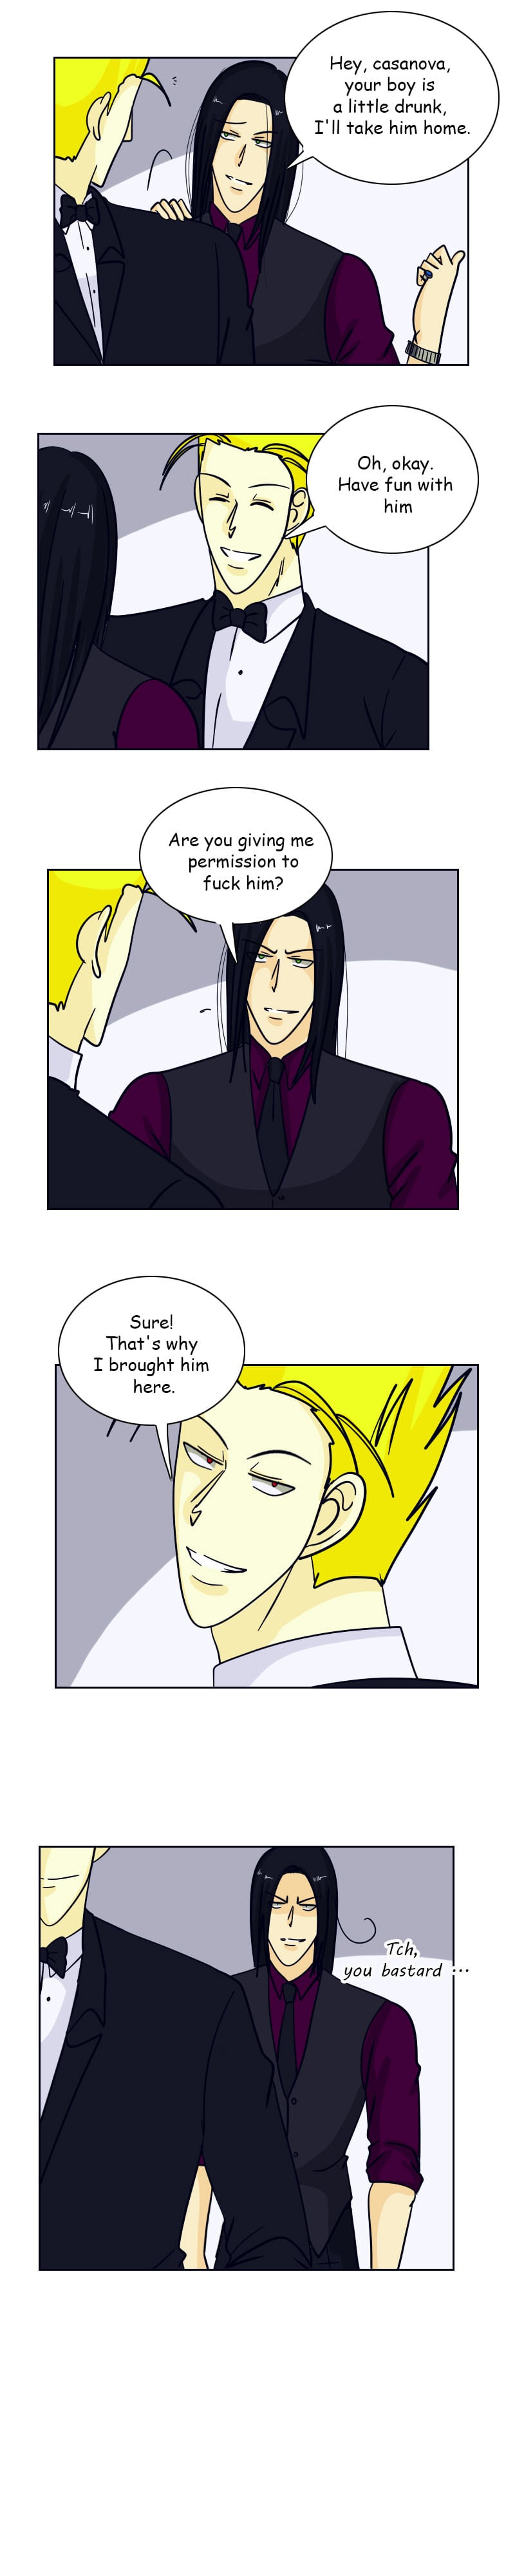 Hey, casanova,
your boy is
a little drunk,
I'll take him home.
Oh, okay.
Have fun with
him
Are you giving me
permission to
fuck him?
Sure!
That's why
I brought him
here.
Tch,
you bastard ...